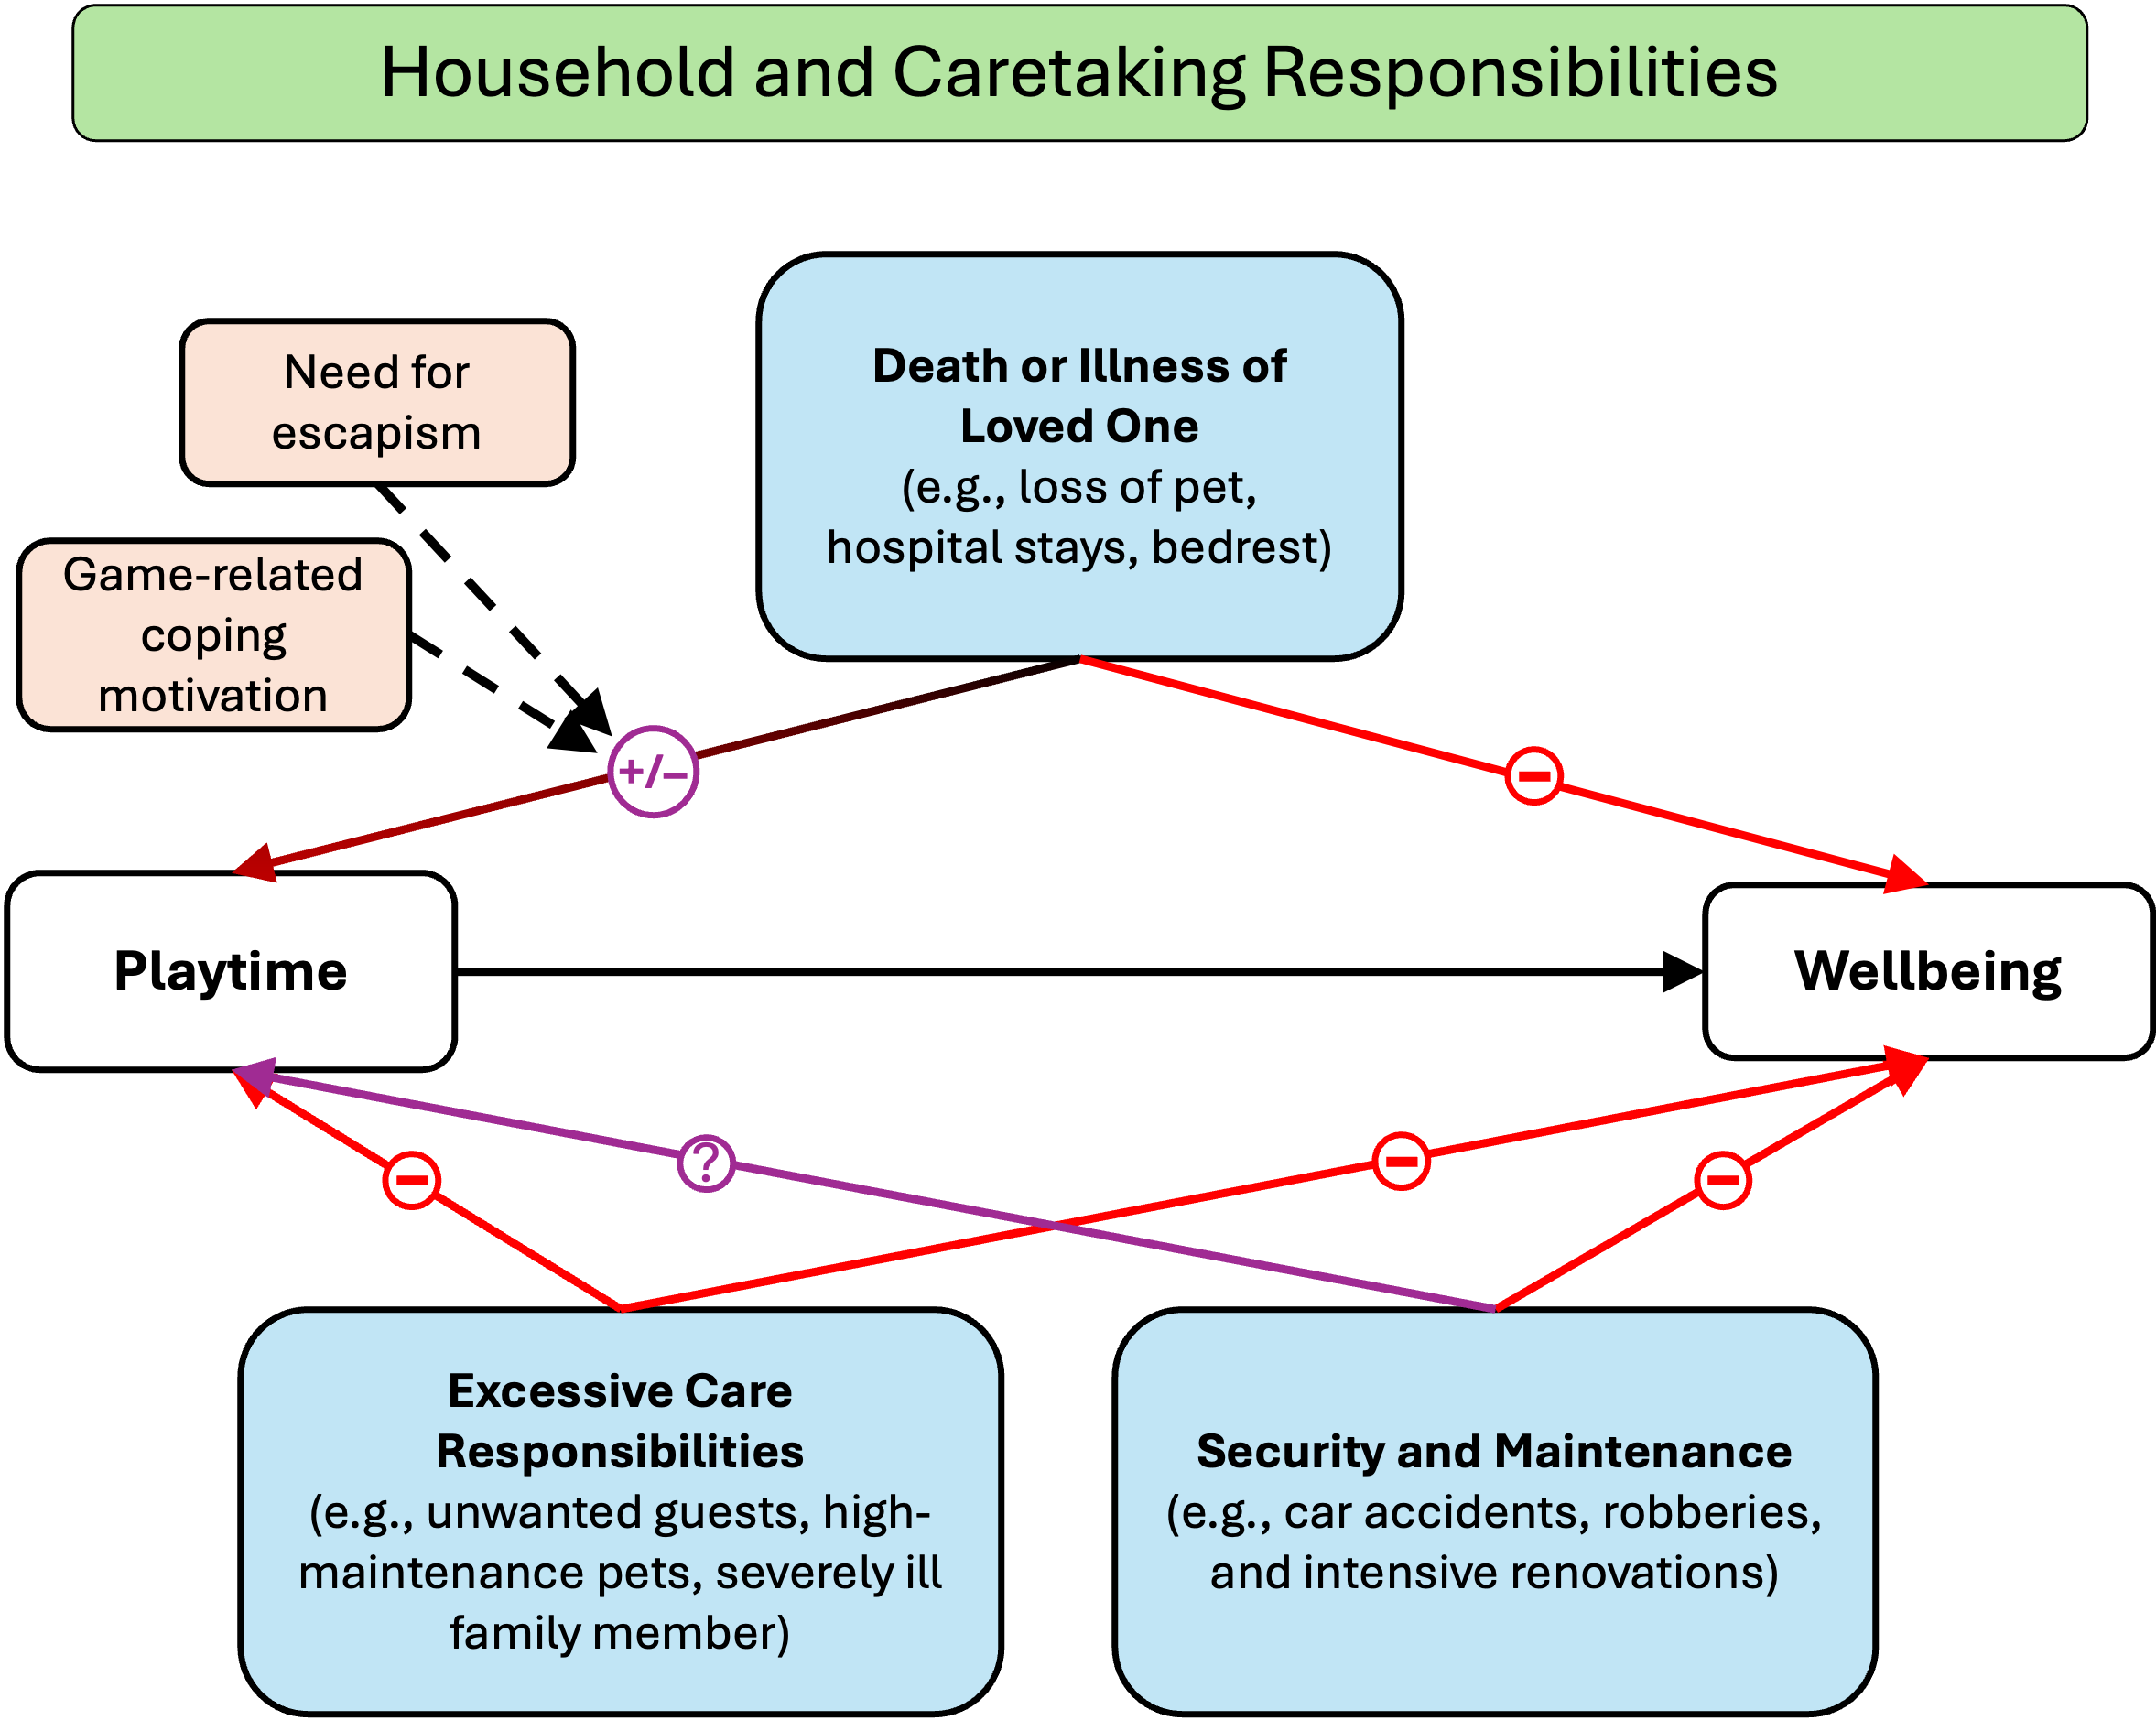 Household and Caretaking Responsibilities
Need for
escapism
Death or Illness of
Loved One
(e.g., loss of pet,
hospital stays, bedrest)
Game-related
coping
motivation
+/−
−
Playtime
Wellbeing
−
?
−
−
Excessive Care
Responsibilities
(e.g., unwanted guests, high-
maintenance pets, severely ill
family member)
Security and Maintenance
(e.g., car accidents, robberies,
and intensive renovations)